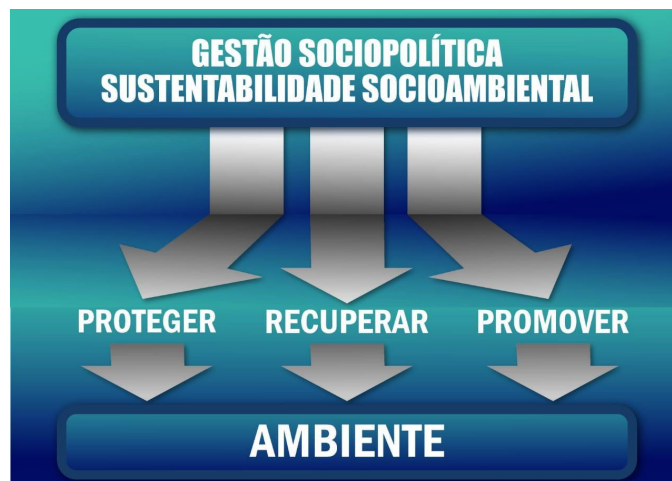 GESTÃO SOCIOPOLÍTICA
SUSTENTABILIDADE SOCIOAMBIENTAL
PROTEGER RECUPERAR PROMOVER
AMBIENTE